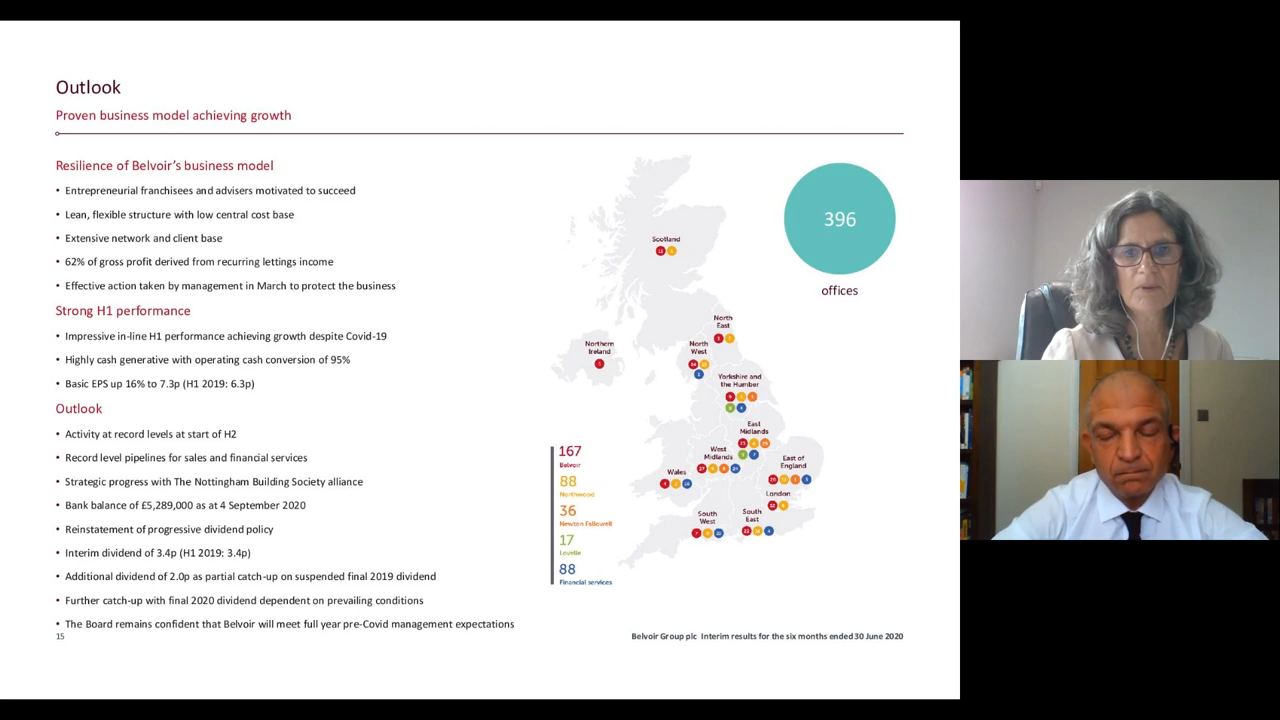 Outlook
Proven business model achieving growth
Resilience of Belvoir's business model
• Entrepreneurial franchisees and advisers motivated to succeed
• Lean, flexible structure with low central cost base
• Extensive network and client base
• 62% of gross profit derived from recurring lettings income
• Effective action taken by management in March to protect the business
Strong H1 performance
• Impressive in-line H1 performance achieving growth despite Covid-19
• Highly cash generative with operating cash conversion of 95%
• Basic EPS up 16% to 7.3p (H1 2019: 6.3p)
Outlook
• Activity at record levels at start of H2
• Record level pipelines for sales and financial services
• Strategic progress with The Nottingham Building Society alliance
• Bank balance of £5,289,000 as at 4 September 2020
• Reinstatement of progressive dividend policy
• Interim dividend of 3.4p (H1 2019: 3.4p)
• Additional dividend of 2.0p as partial catch-up on suspended final 2019 dividend
• Further catch-up with final 2020 dividend dependent on prevailing conditions
• The Board remains confident that Belvoir will meet full year pre-Covid management expectations
15
396
offices
Scotland
North
East
Northern
Ireland
North
West
Yorkshire and
the Humber
East
Midlands
West
Midlands
East of
England
Wales
London
South
West
South
East
167
Belvoir
88
Northwood
36
Newton Fallowell
17
Lovelle
88
Financial services
Belvoir Group plc Interim results for the six months ended 30 June 2020